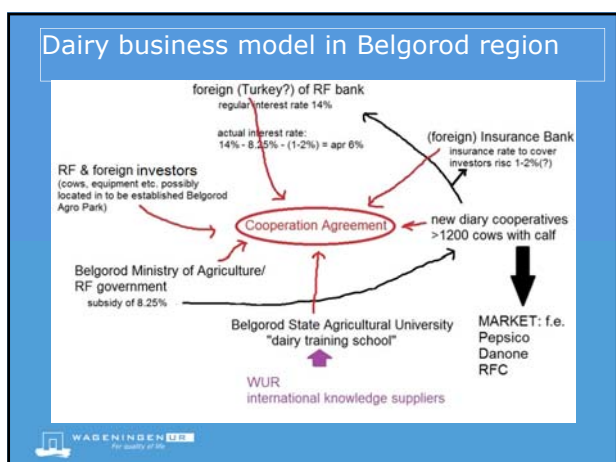 Dairy business model in Belgorod region
foreign (Turkey?) of RF bank
regular interest rate 14%
actual interest rate:
14% - 8.25% - (1-2%) = apr 6%
(foreign) Insurance Bank
insurance rate to cover
investors risc 1-2%(?)
RF & foreign investors
(cows, equipment etc. possibly
located in to be established Belgorod
Agro Park)
Cooperation Agreement
new diary cooperatives
>1200 cows with calf
Belgorod Ministry of Agriculture/
RF government
subsidy of 8.25%
Belgorod State Agricultural University
"dairy training school"
MARKET: f.e.
Pepsico
Danone
RFC
WUR
international knowledge suppliers
WAGENINGEN UR
For quality of life